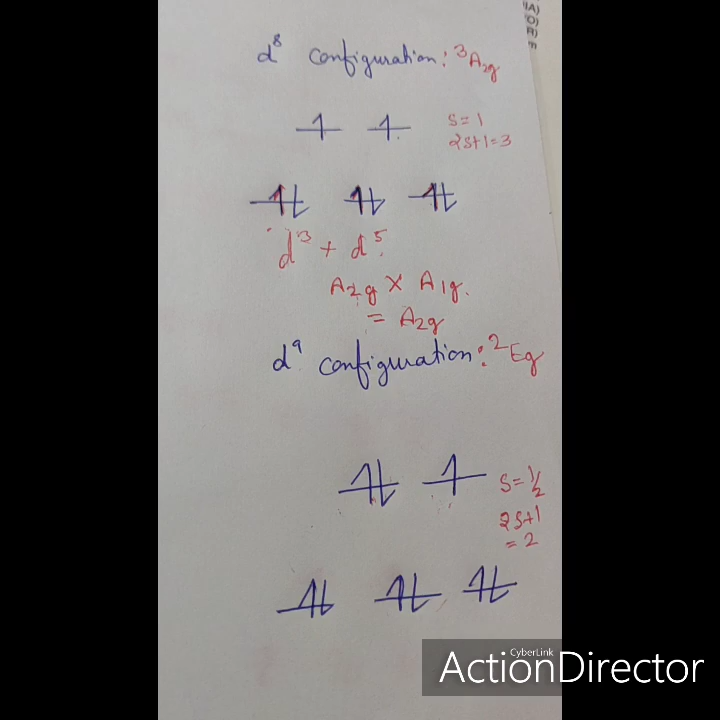 d⁸ configuration: ³A₂g
S=1
2S+1=3
d³ + d⁵
A₂g X A₁g.
= A₂g
d⁹ configuration: ²Eg
S=½
2S+1
=2
CyberLink
ActionDirector